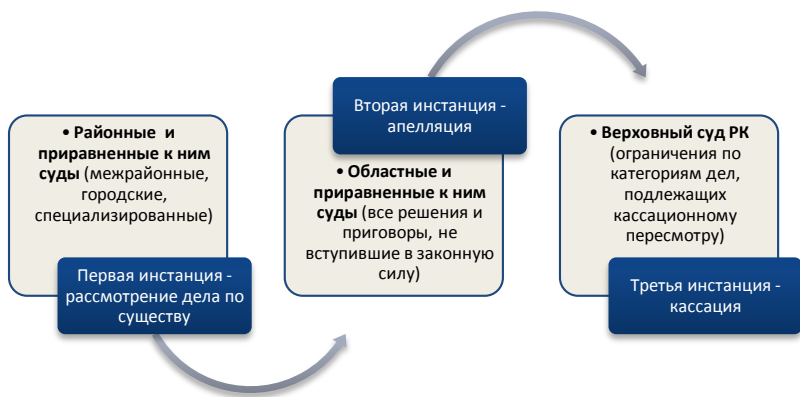 • Районные и
приравненные к ним
суды (межрайонные,
городские,
специализированные)
Первая инстанция -
рассмотрение дела по
существу
Вторая инстанция -
апелляция
• Областные и
приравненные к ним
суды (все решения и
приговоры, не
вступившие в законную
силу)
• Верховный суд РК
(ограничения по
категориям дел,
подлежащих
кассационному
пересмотру)
Третья инстанция -
кассация